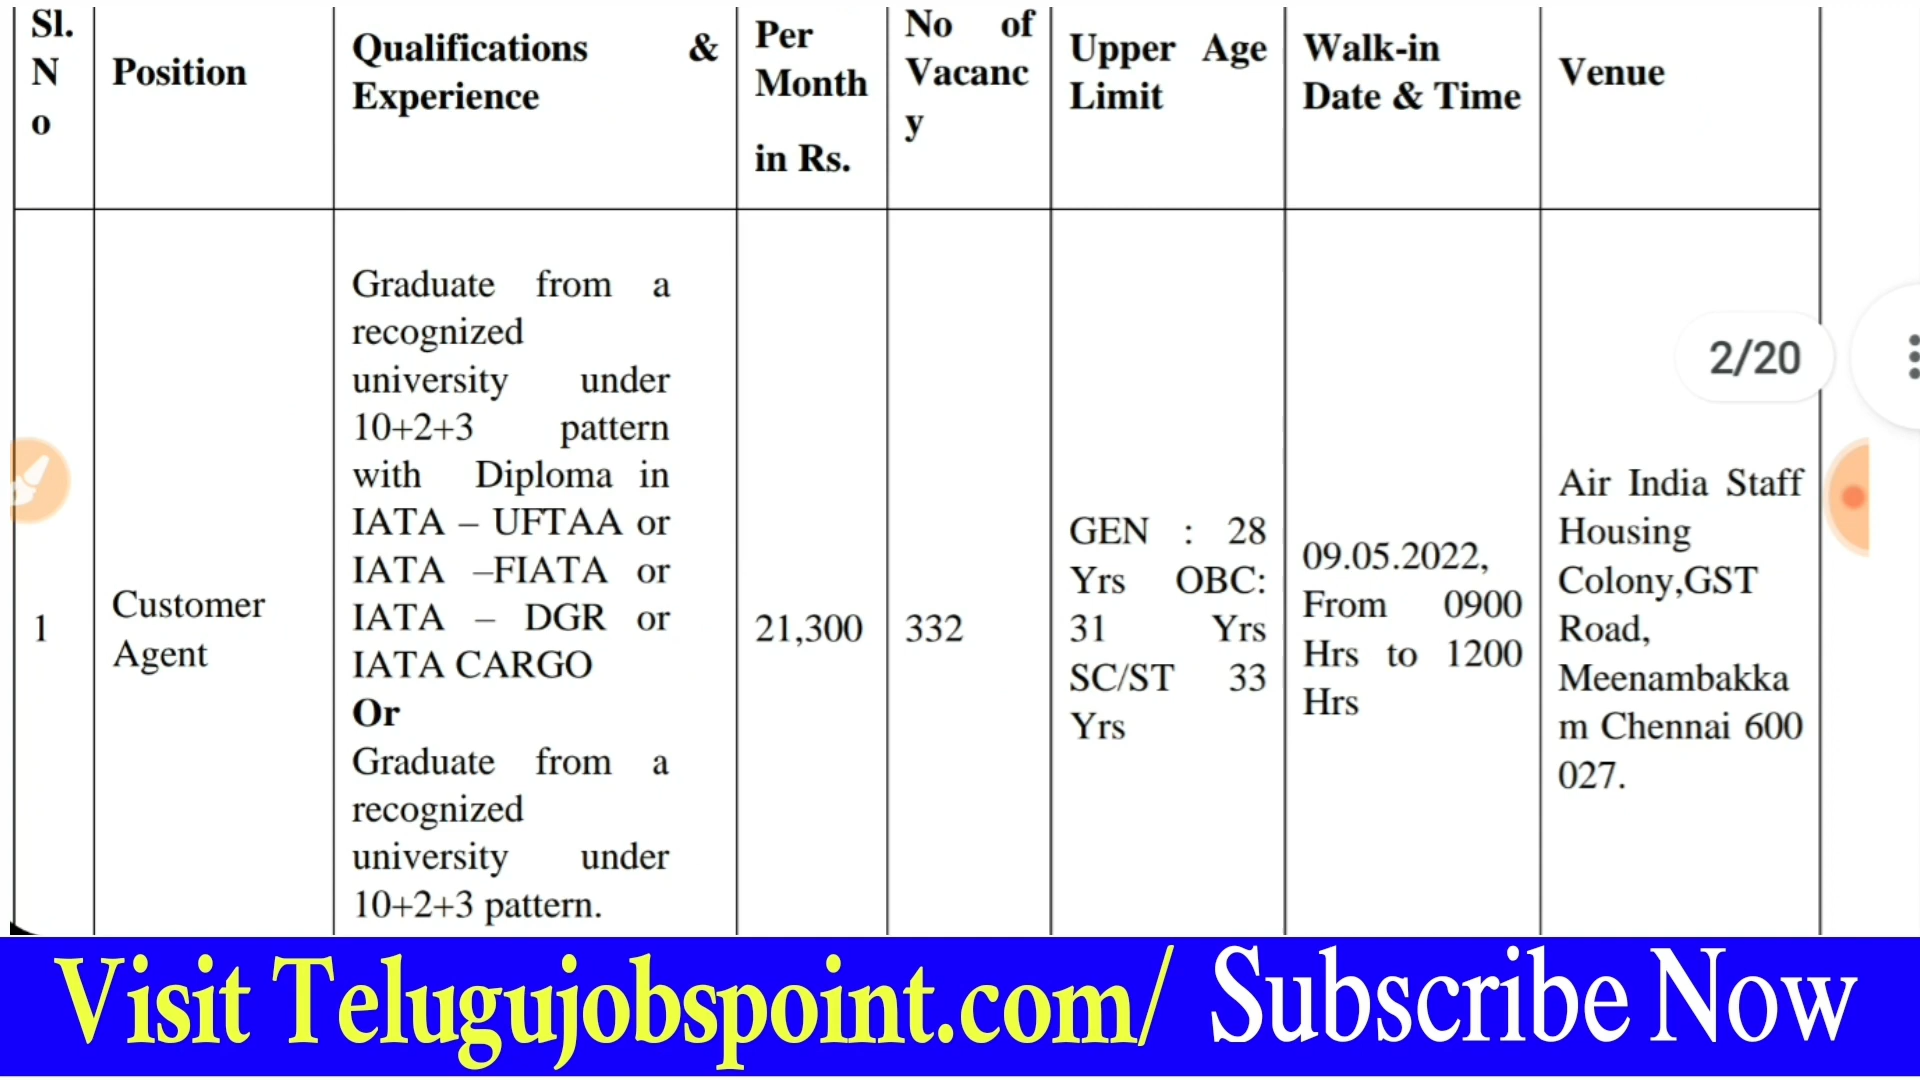 Sl.
N
o
Position
Qualifications &
Experience
Per
Month
in Rs.
No of
Vacanc
y
Upper Age
Limit
Walk-in
Date & Time
Venue
1
Customer
Agent
Graduate from a
recognized
university under
10+2+3 pattern
with Diploma in
IATA – UFTAA or
IATA –FIATA or
IATA – DGR or
IATA CARGO
Or
Graduate from a
recognized
university under
10+2+3 pattern.
21,300
332
GEN : 28
Yrs OBC:
31 Yrs
SC/ST 33
Yrs
09.05.2022,
From 0900
Hrs to 1200
Hrs
Air India Staff
Housing
Colony,GST
Road,
Meenambakka
m Chennai 600
027.
2/20
Visit Telugujobspoint.com/ Subscribe Now